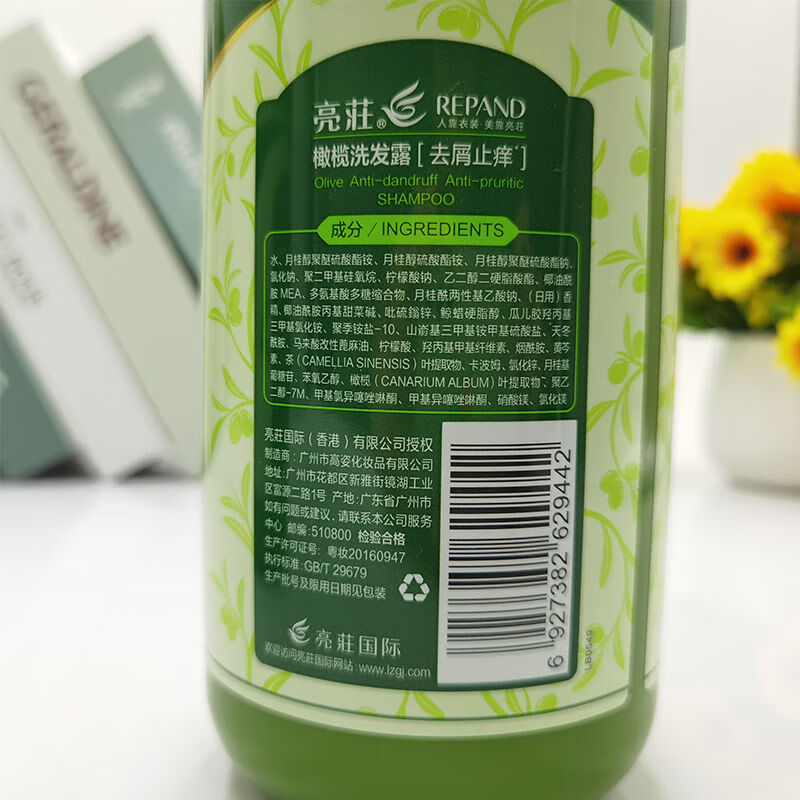 GERALDINE
亮莊® REPAND
人靠衣装·美靠亮莊
橄榄洗发露[去屑止痒*]
Olive Anti-dandruff Anti-pruritic
SHAMPOO
成分/INGREDIENTS
水、月桂醇聚醚硫酸酯铵、月桂醇硫酸酯铵、月桂醇聚醚硫酸酯钠、
氯化钠、聚二甲基硅氧烷、柠檬酸钠、乙二醇二硬脂酸酯、椰油酰
胺MEA、多氨基酸多糖缩合物、月桂酰两性基乙酸钠、(日用)香
精、椰油酰胺丙基甜菜碱、吡硫鎓锌、鲸蜡硬脂醇、瓜儿胶羟丙基
三甲基氯化铵、聚季铵盐-10、山嵛基三甲基铵甲基硫酸盐、天冬
酰胺、马来酸改性蓖麻油、柠檬酸、羟丙基甲基纤维素、烟酰胺、黄芩
素、茶(CAMELLIA SINENSIS)叶提取物、卡波姆、氯化锌、月桂基
葡糖苷、苯氧乙醇、橄榄(CANARIUM ALBUM)叶提取物、聚乙
二醇-7M、甲基氯异噻唑啉酮、甲基异噻唑啉酮、硝酸镁、氯化镁
亮莊国际(香港)有限公司授权
制造商:广州市高姿化妆品有限公司
地址:广州市花都区新雅街镜湖工业
区富源二路1号 产地:广东省广州市
如有问题或建议、请联系本公司服务
中心 邮编:510800 检验合格
生产许可证号:粤妆20160947
执行标准:GB/T 29679
生产批号及限用日期见包装
6 927382 629442
LB0549
亮莊国际
欢迎访问亮莊国际网站:www.lzgj.com